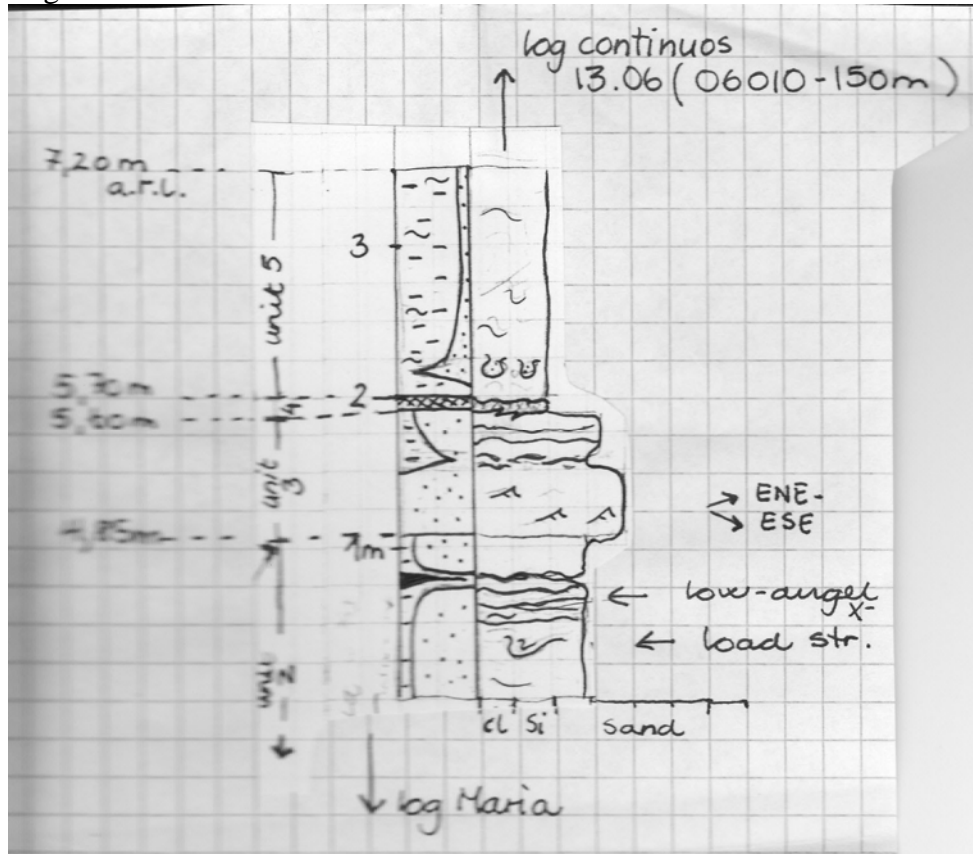 log continuos
13.06 (06010-150m)
7,20 m
a.r.l.
3
unit 5
5,70m
2
4
5,60m
unit 3
ENE-
ESE
4,85m
1m
low-angel
x-
load str.
unit 2
cl Si sand
log Maria